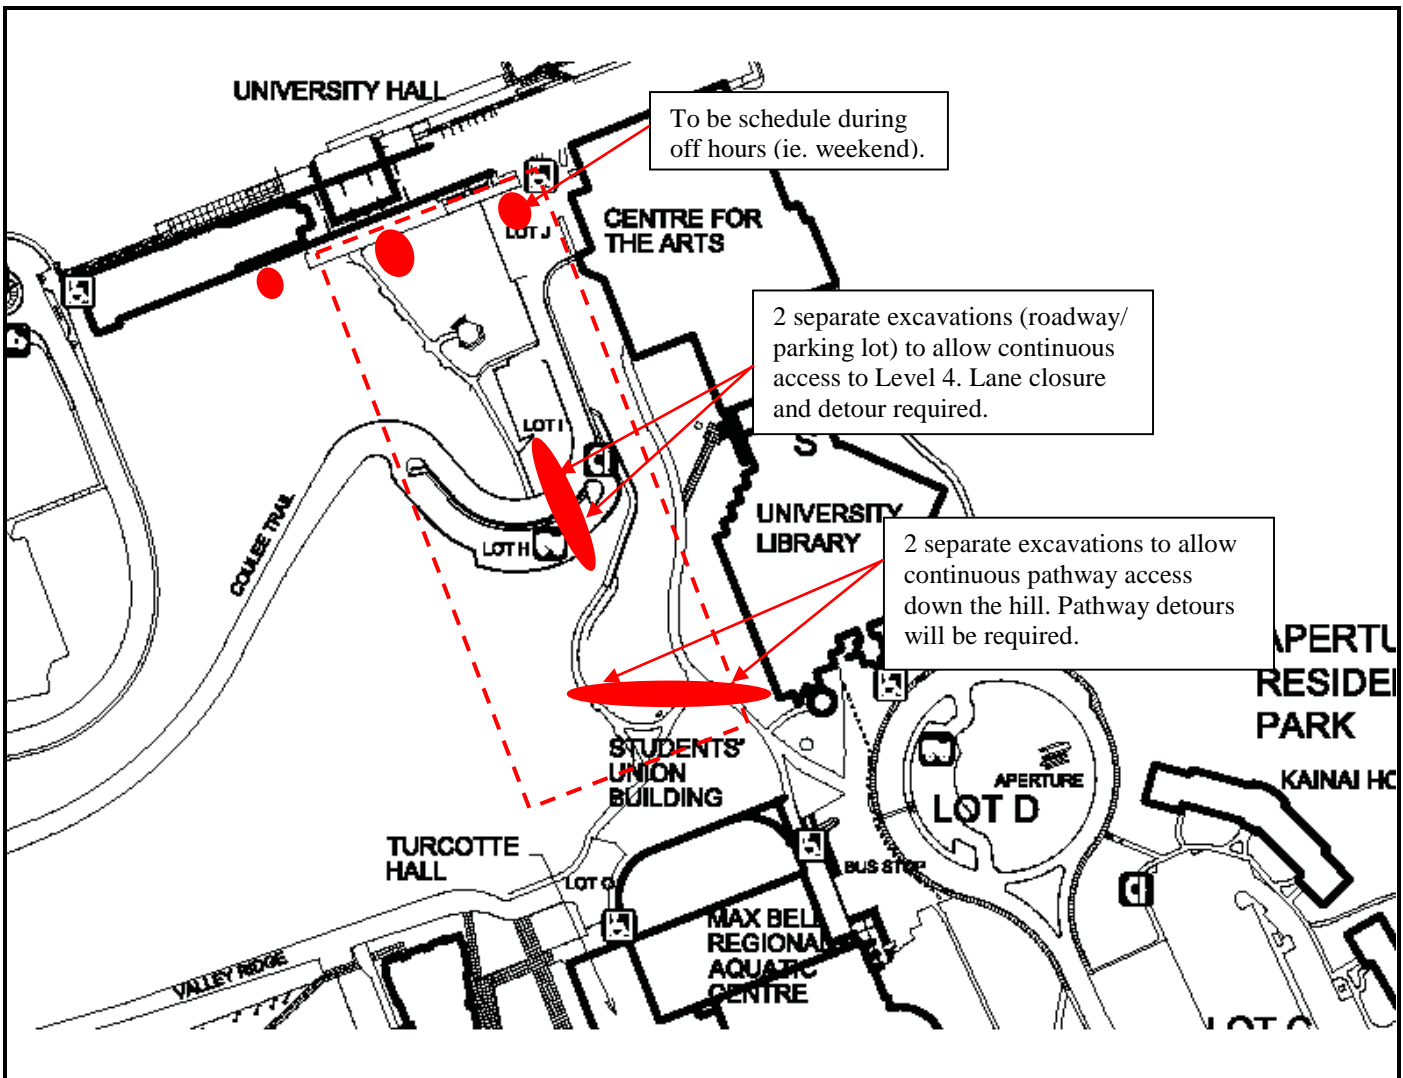 UNIVERSITY HALL
To be schedule during
off hours (ie. weekend).
CENTRE FOR
THE ARTS
LOT J
2 separate excavations (roadway/
parking lot) to allow continuous
access to Level 4. Lane closure
and detour required.
LOT I
S
COULEE TRAIL
LOT H
UNIVERSITY
LIBRARY
2 separate excavations to allow
continuous pathway access
down the hill. Pathway detours
will be required.
APERTU
RESIDE
PARK
STUDENTS'
UNION
BUILDING
APERTURE
LOT D
KAINAI HO
TURCOTTE
HALL
LOT O
BUS STOP
MAX BELL
REGIONAL
AQUATIC
CENTRE
VALLEY RIDGE
LOT C